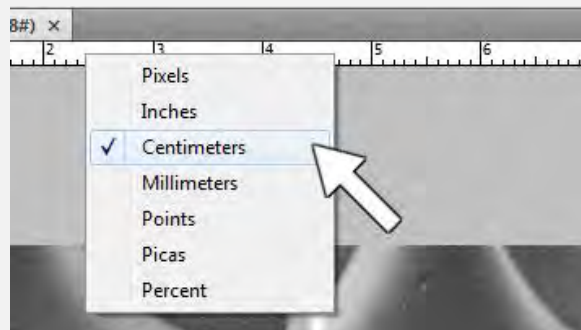 8#) ×
2 3 4 5 6
Pixels
Inches
✓ Centimeters
Millimeters
Points
Picas
Percent